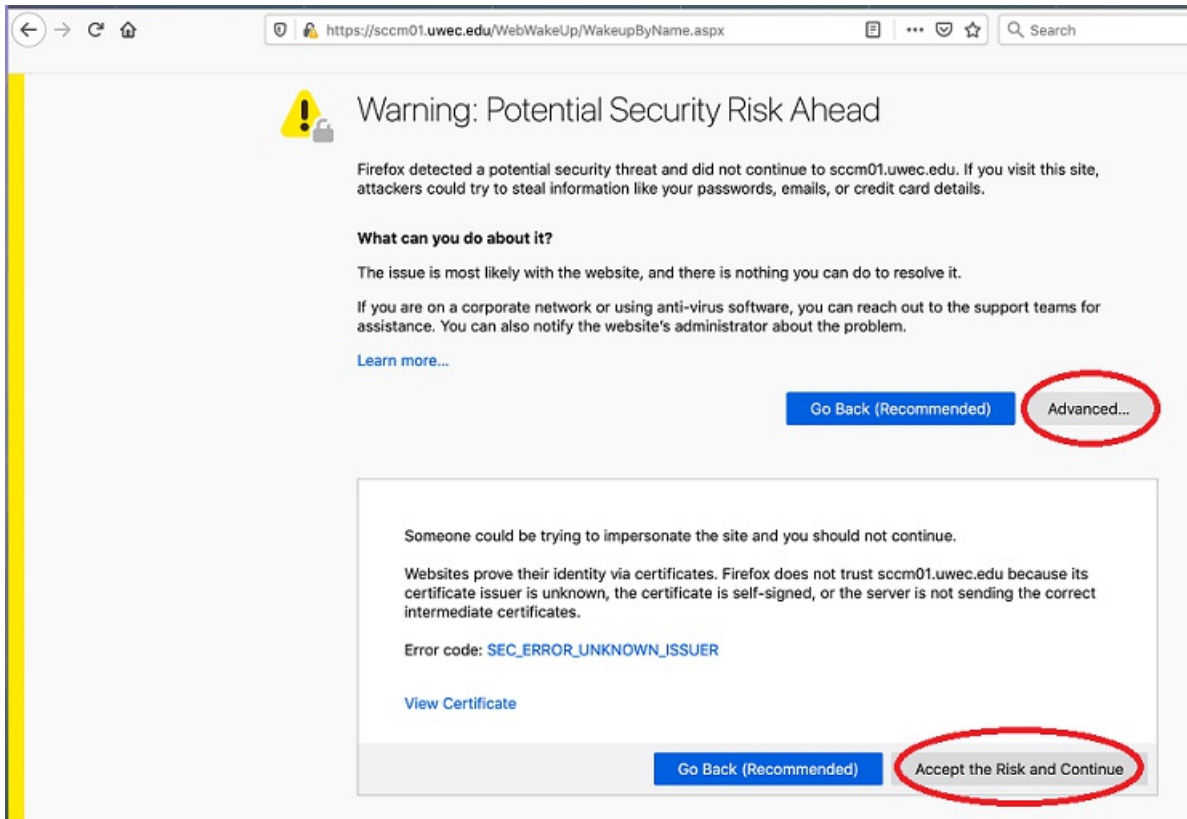 https://sccm01.uwec.edu/WebWakeUp/WakeupByName.aspx
Search
Warning: Potential Security Risk Ahead
Firefox detected a potential security threat and did not continue to sccm01.uwec.edu. If you visit this site,
attackers could try to steal information like your passwords, emails, or credit card details.
What can you do about it?
The issue is most likely with the website, and there is nothing you can do to resolve it.
If you are on a corporate network or using anti-virus software, you can reach out to the support teams for
assistance. You can also notify the website's administrator about the problem.
Learn more...
Go Back (Recommended)
Advanced...
Someone could be trying to impersonate the site and you should not continue.
Websites prove their identity via certificates. Firefox does not trust sccm01.uwec.edu because its
certificate issuer is unknown, the certificate is self-signed, or the server is not sending the correct
intermediate certificates.
Error code: SEC_ERROR_UNKNOWN_ISSUER
View Certificate
Go Back (Recommended)
Accept the Risk and Continue